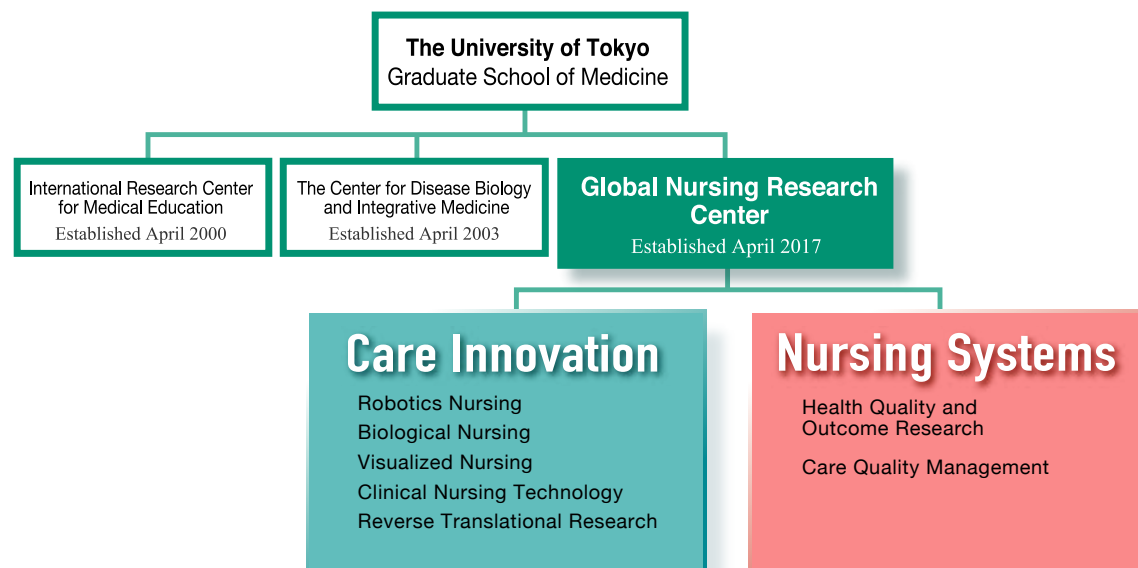 The University of Tokyo
Graduate School of Medicine
International Research Center
for Medical Education
Established April 2000
The Center for Disease Biology
and Integrative Medicine
Established April 2003
Global Nursing Research
Center
Established April 2017
Care Innovation
Robotics Nursing
Biological Nursing
Visualized Nursing
Clinical Nursing Technology
Reverse Translational Research
Nursing Systems
Health Quality and
Outcome Research
Care Quality Management